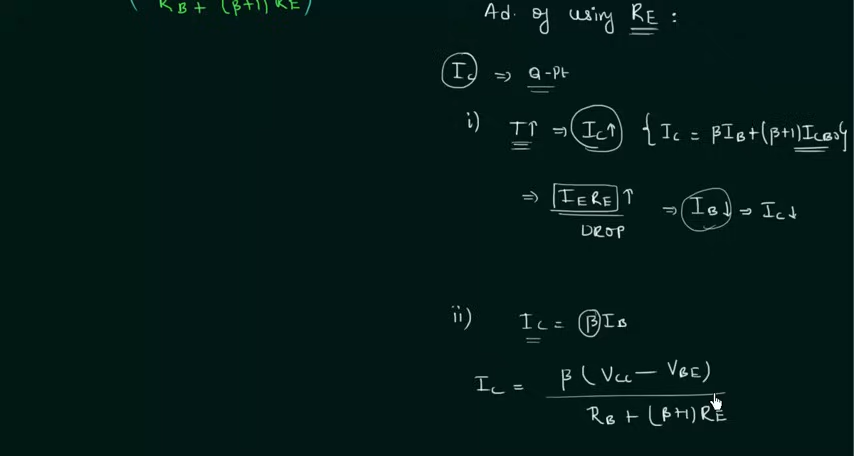 RB + (β+1) RE )
Ad. of using RE :
Ic ⇒ Q-Pt
i) T↑ ⇒ Ic↑ { Ic = βIB + (β+1)ICBO}
⇒ IERE ↑ ⇒ IB↓ ⇒ Ic↓
DROP
ii) Ic = βIB
Ic = β ( Vcc — VBE)
RB + (β+1) RE